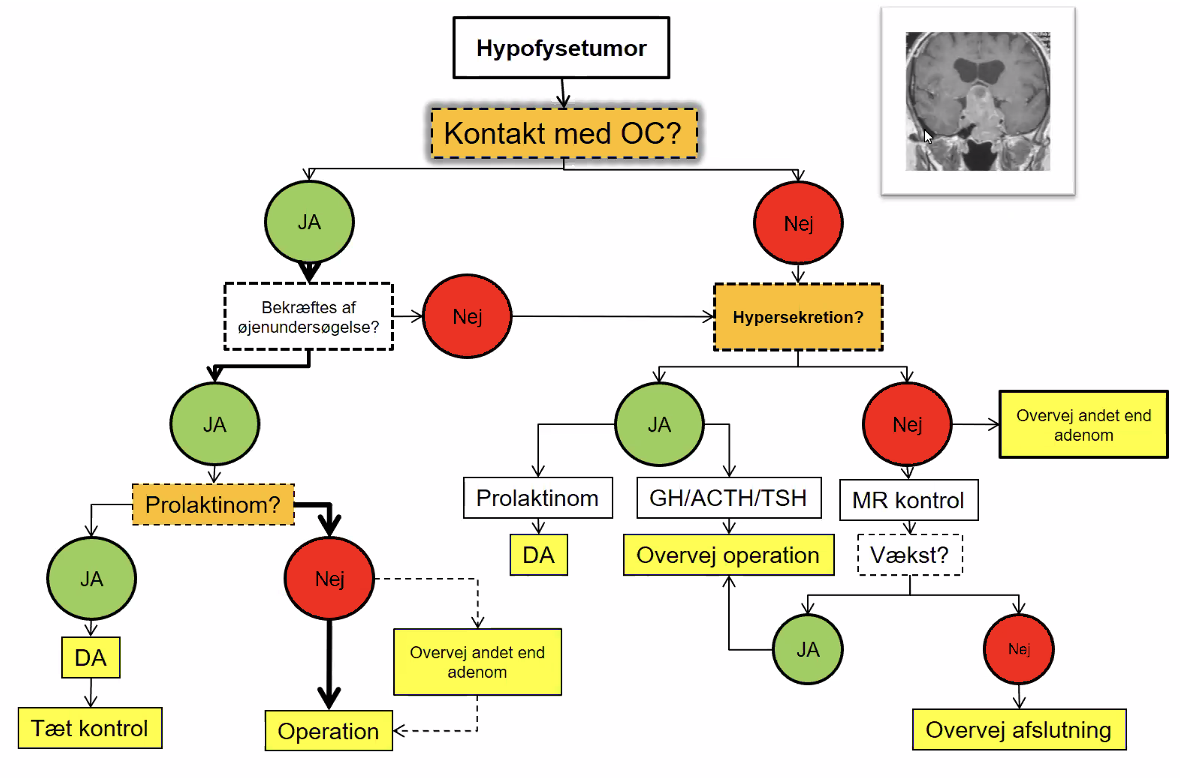 Hypofysetumor
Kontakt med OC?
JA
Nej
Bekræftes af
øjenundersøgelse?
Nej
Hypersekretion?
JA
JA
Nej
Overvej andet end
adenom
Prolaktinom?
Prolaktinom
GH/ACTH/TSH
MR kontrol
JA
Nej
DA
Overvej operation
Vækst?
DA
Overvej andet end
adenom
JA
Nej
Tæt kontrol
Operation
Overvej afslutning